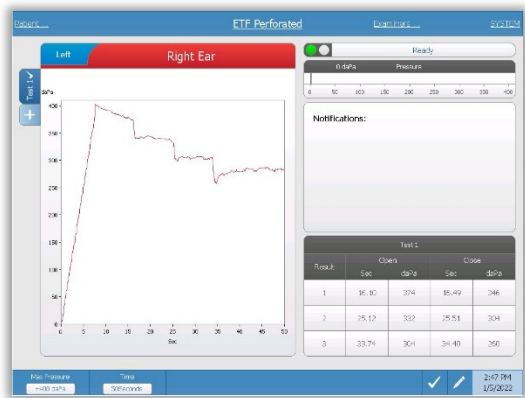 Patient ...
ETF Perforated
Examiners ...
SYSTEM
Left
Right Ear
Test 1
daPa
400
350
300
250
200
150
100
50
0
0 5 10 15 20 25 30 35 40 45 50
Sec
Ready
0 daPa Pressure
0 50 100 150 200 250 300 350 400
Notifications:
Test 1
Result Open Close
Sec daPa Sec daPa
1 16.10 374 346
2 25.12 332 25.51 304
3 33.74 304 34.40 260
Max Pressure
+400 daPa
Time
50Seconds
2:47 PM
1/5/2022